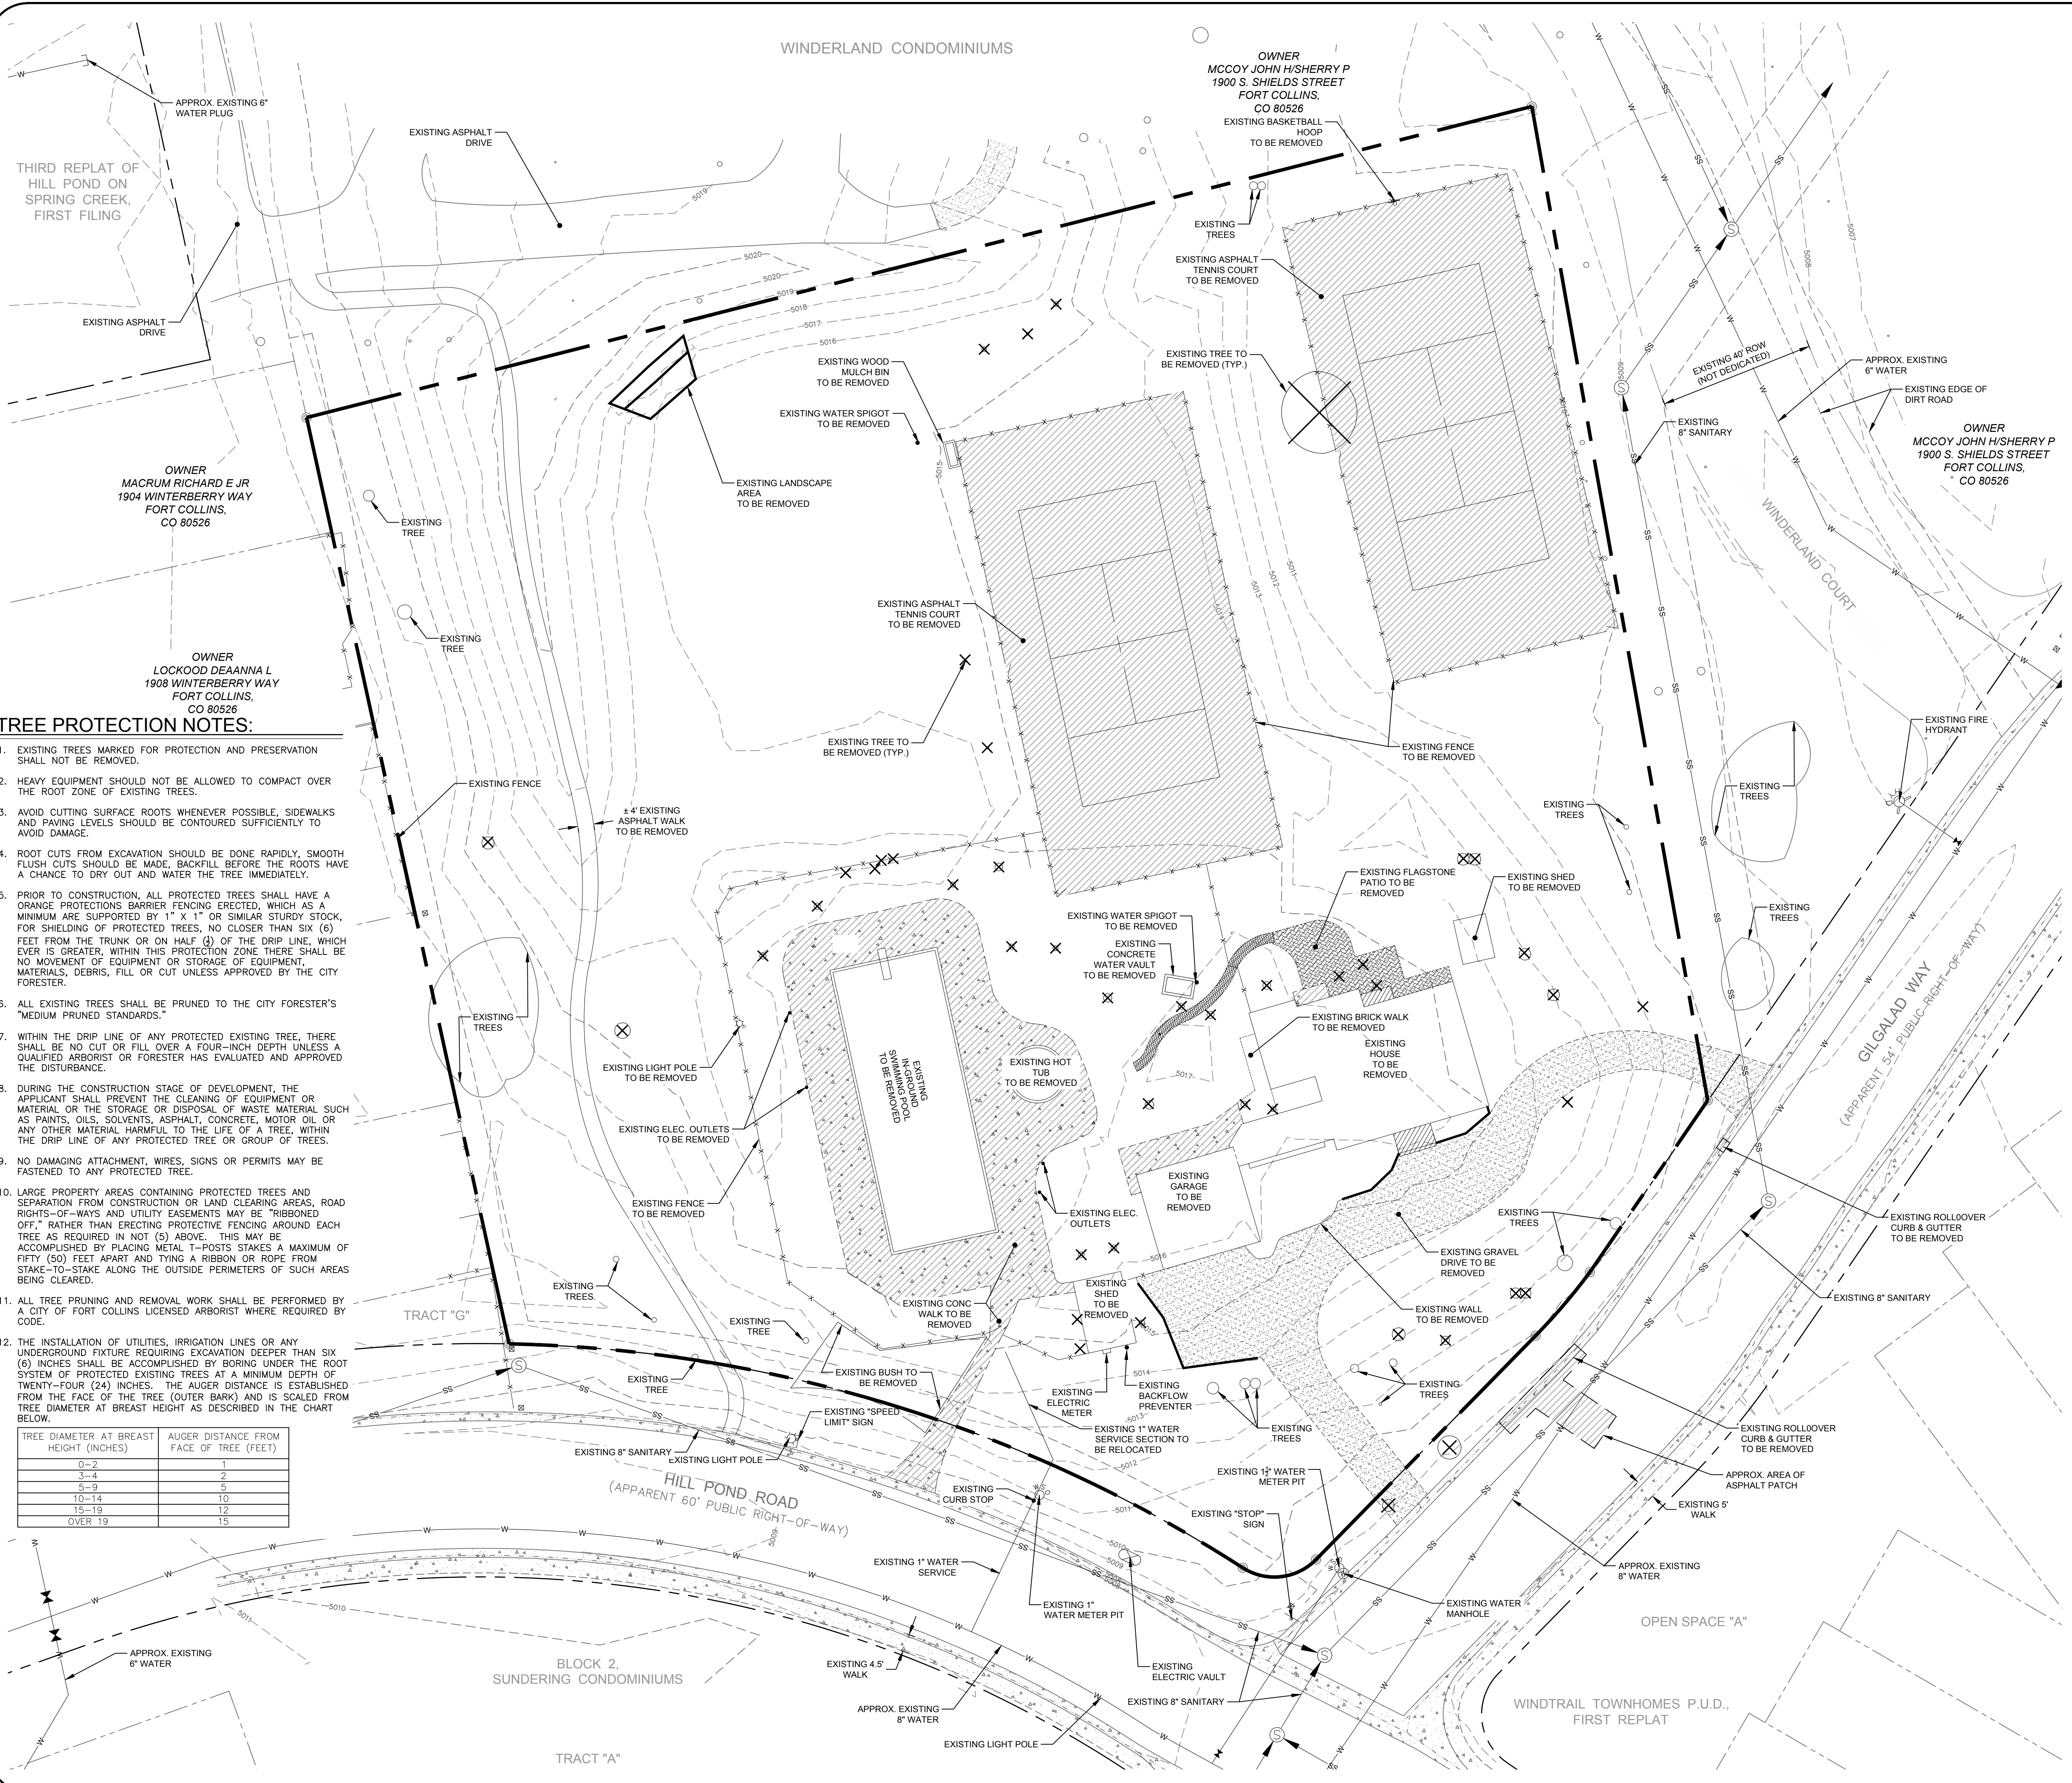 WINDERLAND CONDOMINIUMS
OWNER
MCCOY JOHN H/SHERRY P
1900 S. SHIELDS STREET
FORT COLLINS,
CO 80526
EXISTING BASKETBALL
HOOP
TO BE REMOVED
APPROX. EXISTING 6"
WATER PLUG
EXISTING ASPHALT
DRIVE
THIRD REPLAT OF
HILL POND ON
SPRING CREEK,
FIRST FILING
EXISTING ASPHALT
DRIVE
5019
5020
5020
5019
5018
5017
5016
EXISTING
TREES
EXISTING ASPHALT
TENNIS COURT
TO BE REMOVED
EXISTING TREE TO
BE REMOVED (TYP.)
EXISTING WOOD
MULCH BIN
TO BE REMOVED
EXISTING WATER SPIGOT
TO BE REMOVED
EXISTING LANDSCAPE
AREA
TO BE REMOVED
5015
5007
5008
5009
5010
EXISTING 40' ROW
(NOT DEDICATED)
APPROX. EXISTING
6" WATER
EXISTING EDGE OF
DIRT ROAD
EXISTING
8" SANITARY
OWNER
MCCOY JOHN H/SHERRY P
1900 S. SHIELDS STREET
FORT COLLINS,
CO 80526
WINDERLAND COURT
OWNER
MACRUM RICHARD E JR
1904 WINTERBERRY WAY
FORT COLLINS,
CO 80526
EXISTING
TREE
EXISTING
TREE
OWNER
LOCKOOD DEAANNA L
1908 WINTERBERRY WAY
FORT COLLINS,
CO 80526
EXISTING ASPHALT
TENNIS COURT
TO BE REMOVED
5014
5013
5012
5011
EXISTING TREE TO
BE REMOVED (TYP.)
EXISTING FENCE
TO BE REMOVED
EXISTING FIRE
HYDRANT
EXISTING
TREES
EXISTING
TREES
EXISTING
TREES
EXISTING FENCE
± 4' EXISTING
ASPHALT WALK
TO BE REMOVED
EXISTING FLAGSTONE
PATIO TO BE
REMOVED
EXISTING SHED
TO BE REMOVED
EXISTING WATER SPIGOT
TO BE REMOVED
EXISTING
CONCRETE
WATER VAULT
TO BE REMOVED
EXISTING
TREES
EXISTING BRICK WALK
TO BE REMOVED
EXISTING
HOUSE
TO BE
REMOVED
GILGALAD WAY
(APPARENT 54' PUBLIC RIGHT-OF-WAY)
EXISTING LIGHT POLE
TO BE REMOVED
EXISTING
IN-GROUND
SWIMMING POOL
TO BE REMOVED
EXISTING HOT
TUB
TO BE REMOVED
5017
EXISTING ELEC. OUTLETS
TO BE REMOVED
EXISTING
GARAGE
TO BE
REMOVED
EXISTING FENCE
TO BE REMOVED
EXISTING ELEC.
OUTLETS
5016
EXISTING
TREES
EXISTING ROLL0OVER
CURB & GUTTER
TO BE REMOVED
EXISTING GRAVEL
DRIVE TO BE
REMOVED
EXISTING 8" SANITARY
EXISTING
TREES
EXISTING CONC
WALK TO BE
REMOVED
EXISTING
SHED
TO BE
REMOVED
5015
EXISTING WALL
TO BE REMOVED
TRACT "G"
EXISTING
TREE
EXISTING
TREE
EXISTING BUSH TO
BE REMOVED
5014
EXISTING
ELECTRIC
METER
EXISTING
BACKFLOW
PREVENTER
EXISTING
TREES
EXISTING "SPEED
LIMIT" SIGN
5013
EXISTING 1" WATER
SERVICE SECTION TO
BE RELOCATED
EXISTING
TREES
EXISTING ROLL0OVER
CURB & GUTTER
TO BE REMOVED
EXISTING 8" SANITARY
EXISTING LIGHT POLE
5012
EXISTING 1½" WATER
METER PIT
APPROX. AREA OF
ASPHALT PATCH
HILL POND ROAD
(APPARENT 60' PUBLIC RIGHT-OF-WAY)
EXISTING
CURB STOP
5011
EXISTING "STOP"
SIGN
EXISTING 5'
WALK
5009
5010
5009
EXISTING 1" WATER
SERVICE
APPROX. EXISTING
8" WATER
EXISTING 1"
WATER METER PIT
EXISTING WATER
MANHOLE
OPEN SPACE "A"
5010
5011
APPROX. EXISTING
6" WATER
BLOCK 2,
SUNDERING CONDOMINIUMS
EXISTING 4.5'
WALK
EXISTING
ELECTRIC VAULT
EXISTING 8" SANITARY
APPROX. EXISTING
8" WATER
EXISTING LIGHT POLE
WINDTRAIL TOWNHOMES P.U.D.,
FIRST REPLAT
TRACT "A"
TREE PROTECTION NOTES:
1. EXISTING TREES MARKED FOR PROTECTION AND PRESERVATION
SHALL NOT BE REMOVED.
2. HEAVY EQUIPMENT SHOULD NOT BE ALLOWED TO COMPACT OVER
THE ROOT ZONE OF EXISTING TREES.
3. AVOID CUTTING SURFACE ROOTS WHENEVER POSSIBLE, SIDEWALKS
AND PAVING LEVELS SHOULD BE CONTOURED SUFFICIENTLY TO
AVOID DAMAGE.
4. ROOT CUTS FROM EXCAVATION SHOULD BE DONE RAPIDLY, SMOOTH
FLUSH CUTS SHOULD BE MADE, BACKFILL BEFORE THE ROOTS HAVE
A CHANCE TO DRY OUT AND WATER THE TREE IMMEDIATELY.
5. PRIOR TO CONSTRUCTION, ALL PROTECTED TREES SHALL HAVE A
ORANGE PROTECTIONS BARRIER FENCING ERECTED, WHICH AS A
MINIMUM ARE SUPPORTED BY 1" X 1" OR SIMILAR STURDY STOCK,
FOR SHIELDING OF PROTECTED TREES, NO CLOSER THAN SIX (6)
FEET FROM THE TRUNK OR ON HALF (½) OF THE DRIP LINE, WHICH
EVER IS GREATER, WITHIN THIS PROTECTION ZONE THERE SHALL BE
NO MOVEMENT OF EQUIPMENT OR STORAGE OF EQUIPMENT,
MATERIALS, DEBRIS, FILL OR CUT UNLESS APPROVED BY THE CITY
FORESTER.
6. ALL EXISTING TREES SHALL BE PRUNED TO THE CITY FORESTER'S
"MEDIUM PRUNED STANDARDS."
7. WITHIN THE DRIP LINE OF ANY PROTECTED EXISTING TREE, THERE
SHALL BE NO CUT OR FILL OVER A FOUR-INCH DEPTH UNLESS A
QUALIFIED ARBORIST OR FORESTER HAS EVALUATED AND APPROVED
THE DISTURBANCE.
8. DURING THE CONSTRUCTION STAGE OF DEVELOPMENT, THE
APPLICANT SHALL PREVENT THE CLEANING OF EQUIPMENT OR
MATERIAL OR THE STORAGE OR DISPOSAL OF WASTE MATERIAL SUCH
AS PAINTS, OILS, SOLVENTS, ASPHALT, CONCRETE, MOTOR OIL OR
ANY OTHER MATERIAL HARMFUL TO THE LIFE OF A TREE, WITHIN
THE DRIP LINE OF ANY PROTECTED TREE OR GROUP OF TREES.
9. NO DAMAGING ATTACHMENT, WIRES, SIGNS OR PERMITS MAY BE
FASTENED TO ANY PROTECTED TREE.
10. LARGE PROPERTY AREAS CONTAINING PROTECTED TREES AND
SEPARATION FROM CONSTRUCTION OR LAND CLEARING AREAS, ROAD
RIGHTS-OF-WAYS AND UTILITY EASEMENTS MAY BE "RIBBONED
OFF," RATHER THAN ERECTING PROTECTIVE FENCING AROUND EACH
TREE AS REQUIRED IN NOT (5) ABOVE. THIS MAY BE
ACCOMPLISHED BY PLACING METAL T-POSTS STAKES A MAXIMUM OF
FIFTY (50) FEET APART AND TYING A RIBBON OR ROPE FROM
STAKE-TO-STAKE ALONG THE OUTSIDE PERIMETERS OF SUCH AREAS
BEING CLEARED.
11. ALL TREE PRUNING AND REMOVAL WORK SHALL BE PERFORMED BY
A CITY OF FORT COLLINS LICENSED ARBORIST WHERE REQUIRED BY
CODE.
12. THE INSTALLATION OF UTILITIES, IRRIGATION LINES OR ANY
UNDERGROUND FIXTURE REQUIRING EXCAVATION DEEPER THAN SIX
(6) INCHES SHALL BE ACCOMPLISHED BY BORING UNDER THE ROOT
SYSTEM OF PROTECTED EXISTING TREES AT A MINIMUM DEPTH OF
TWENTY-FOUR (24) INCHES. THE AUGER DISTANCE IS ESTABLISHED
FROM THE FACE OF THE TREE (OUTER BARK) AND IS SCALED FROM
TREE DIAMETER AT BREAST HEIGHT AS DESCRIBED IN THE CHART
BELOW.
TREE DIAMETER AT BREAST HEIGHT (INCHES) AUGER DISTANCE FROM FACE OF TREE (FEET)
0-2 1
3-4 2
5-9 5
10-14 10
15-19 12
OVER 19 15